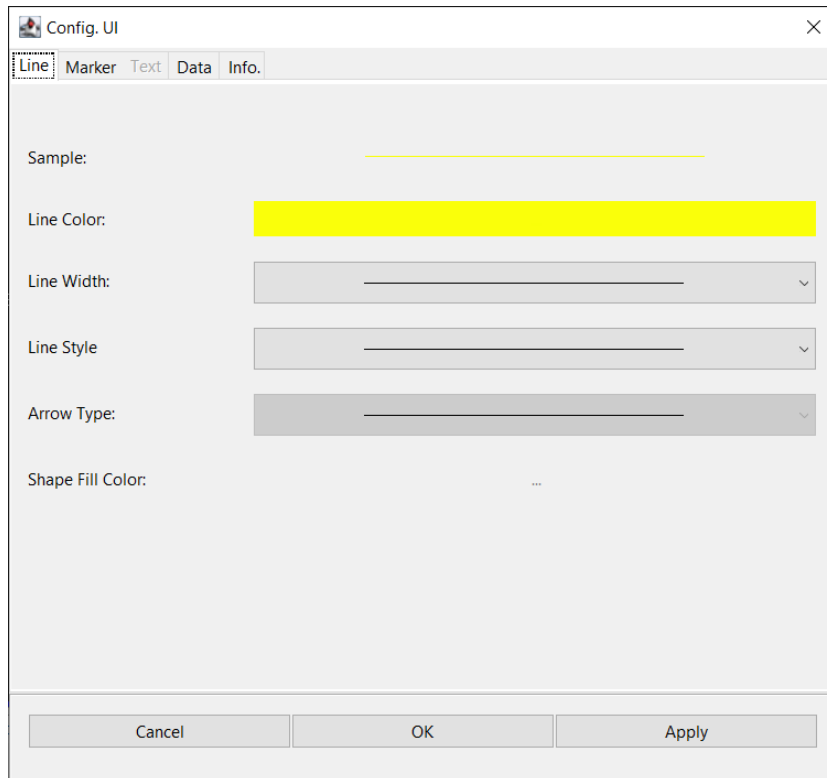 Config. UI
Line Marker Text Data Info.
Sample:
Line Color:
Line Width:
Line Style
Arrow Type:
Shape Fill Color: ...
Cancel OK Apply